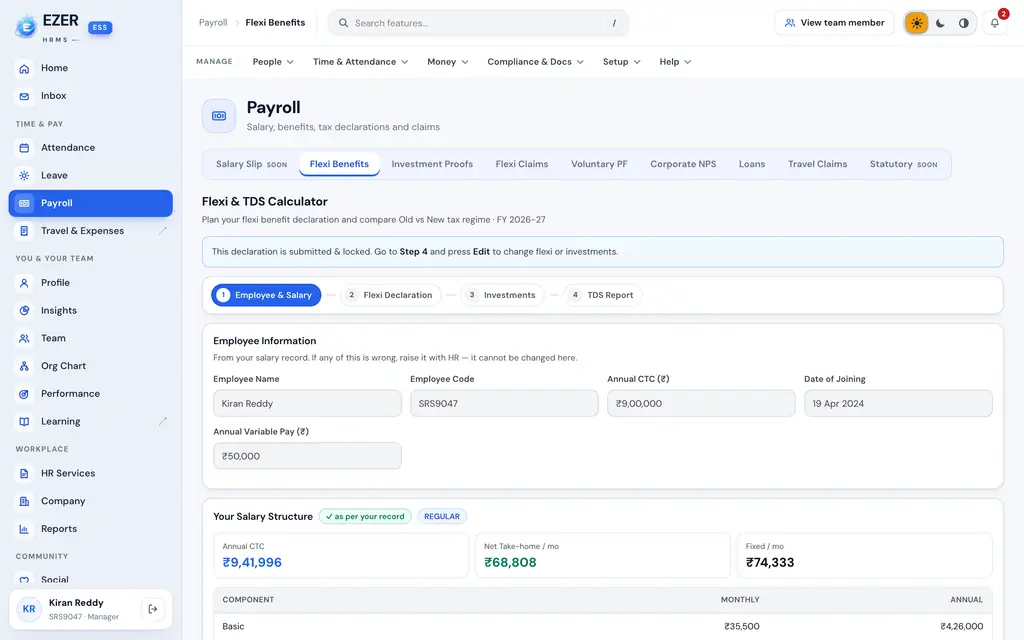 EZER
HRMS
ESS
Home
Inbox
TIME & PAY
Attendance
Leave
Payroll
Travel & Expenses
YOU & YOUR TEAM
Profile
Insights
Team
Org Chart
Performance
Learning
WORKPLACE
HR Services
Company
Reports
COMMUNITY
Social
KR
Kiran Reddy
SRS9047 · Manager
Payroll > Flexi Benefits
Search features... /
View team member
2
MANAGE People Time & Attendance Money Compliance & Docs Setup Help
Payroll
Salary, benefits, tax declarations and claims
Salary Slip SOON Flexi Benefits Investment Proofs Flexi Claims Voluntary PF Corporate NPS Loans Travel Claims Statutory SOON
Flexi & TDS Calculator
Plan your flexi benefit declaration and compare Old vs New tax regime · FY 2026-27
This declaration is submitted & locked. Go to Step 4 and press Edit to change flexi or investments.
1 Employee & Salary 2 Flexi Declaration 3 Investments 4 TDS Report
Employee Information
From your salary record. If any of this is wrong, raise it with HR — it cannot be changed here.
Employee Name Employee Code Annual CTC (₹) Date of Joining
Kiran Reddy SRS9047 ₹9,00,000 19 Apr 2024
Annual Variable Pay (₹)
₹50,000
Your Salary Structure ✓ as per your record REGULAR
Annual CTC Net Take-home / mo Fixed / mo
₹9,41,996 ₹68,808 ₹74,333
COMPONENT MONTHLY ANNUAL
Basic ₹35,500 ₹4,26,000